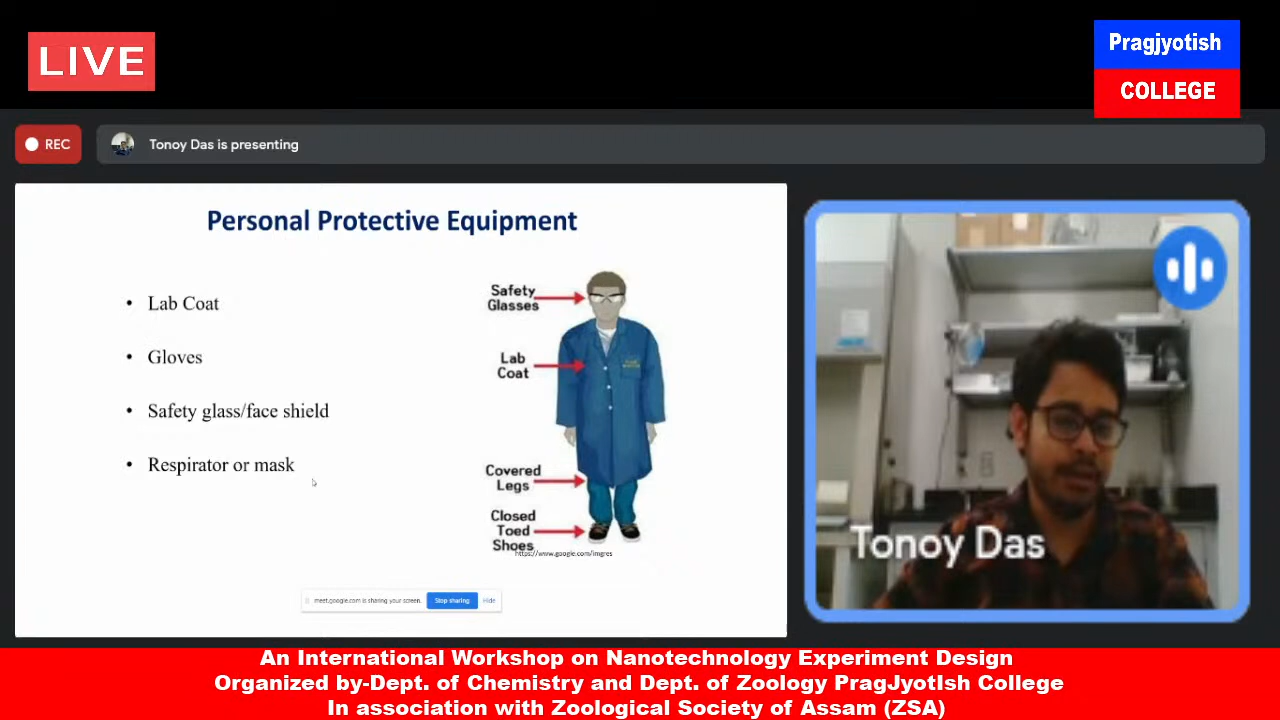 LIVE
Pragjyotish
COLLEGE
REC
Tonoy Das is presenting
Personal Protective Equipment
• Lab Coat
• Gloves
• Safety glass/face shield
• Respirator or mask
Safety
Glasses
Lab
Coat
Covered
Legs
Closed
Toed
Shoes
https://www.google.com/imgres
meet.google.com is sharing your screen.
Stop sharing
Hide
Tonoy Das
An International Workshop on Nanotechnology Experiment Design
Organized by-Dept. of Chemistry and Dept. of Zoology PragJyotIsh College
In association with Zoological Society of Assam (ZSA)